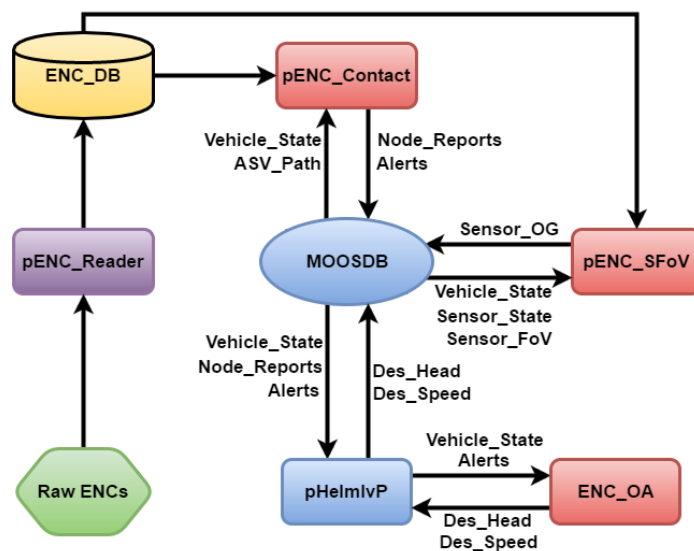 ENC_DB
pENC_Contact
Vehicle_State
ASV_Path
Node_Reports
Alerts
pENC_Reader
MOOSDB
Sensor_OG
pENC_SFoV
Vehicle_State
Sensor_State
Sensor_FoV
Vehicle_State
Node_Reports
Alerts
Des_Head
Des_Speed
Raw ENCs
pHelmIvP
Vehicle_State
Alerts
ENC_OA
Des_Head
Des_Speed